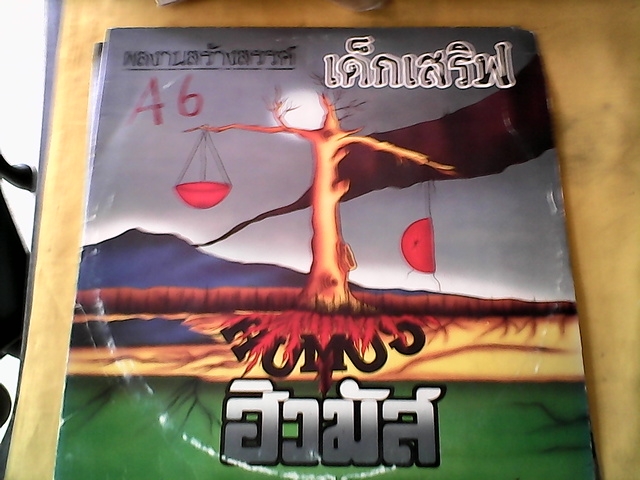 ผลงานสร้างสรรค์
เด็กเสริฟ
A6
HUMUS
ฮิวมัส